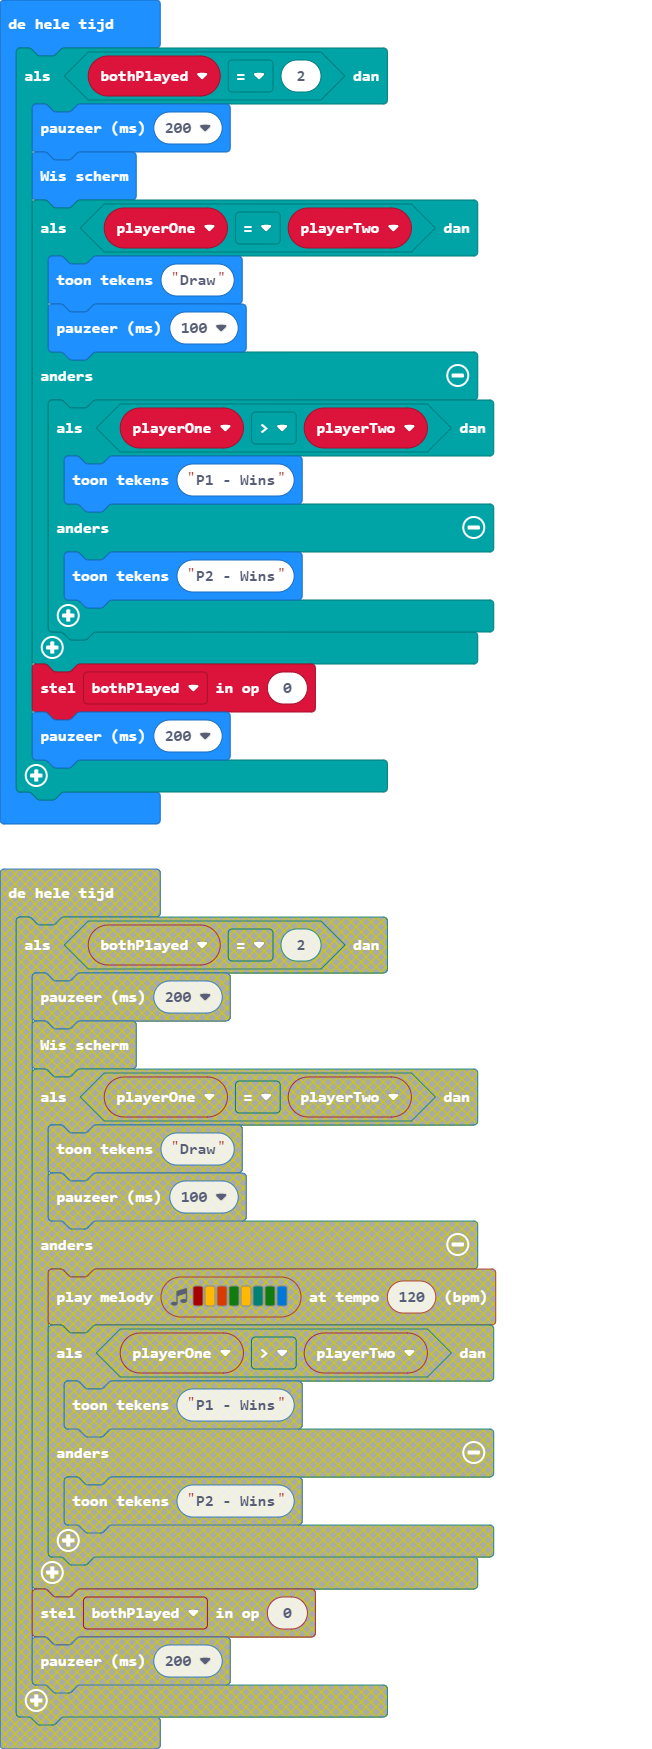 de hele tijd
als bothPlayed = 2 dan
pauzeer (ms) 200
Wis scherm
als playerOne = playerTwo dan
toon tekens "Draw"
pauzeer (ms) 100
anders
als playerOne > playerTwo dan
toon tekens "P1 - Wins"
anders
toon tekens "P2 - Wins"
stel bothPlayed in op 0
pauzeer (ms) 200
de hele tijd
als bothPlayed = 2 dan
pauzeer (ms) 200
Wis scherm
als playerOne = playerTwo dan
toon tekens "Draw"
pauzeer (ms) 100
anders
play melody at tempo 120 (bpm)
als playerOne > playerTwo dan
toon tekens "P1 - Wins"
anders
toon tekens "P2 - Wins"
stel bothPlayed in op 0
pauzeer (ms) 200